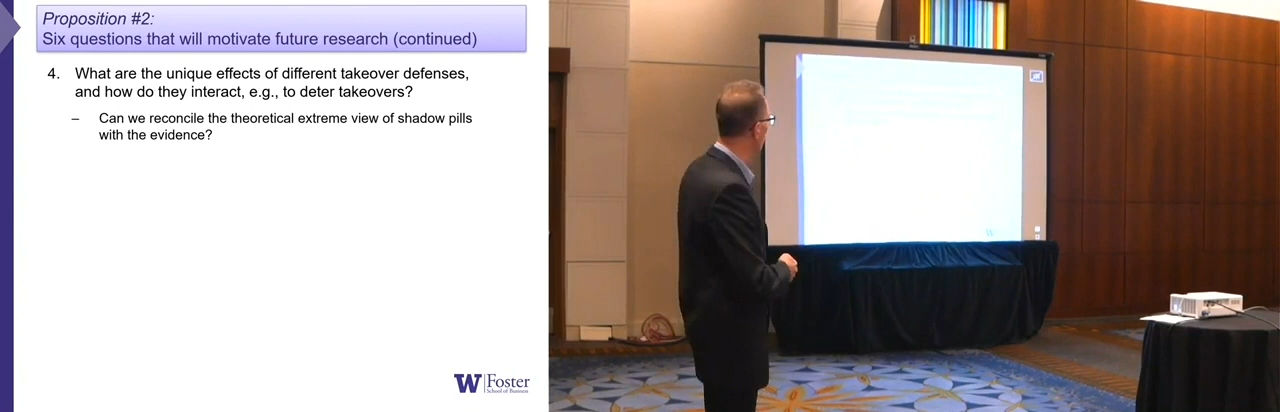 Proposition #2:
Six questions that will motivate future research (continued)
4. What are the unique effects of different takeover defenses,
and how do they interact, e.g., to deter takeovers?
– Can we reconcile the theoretical extreme view of shadow pills
with the evidence?
W Foster
School of Business